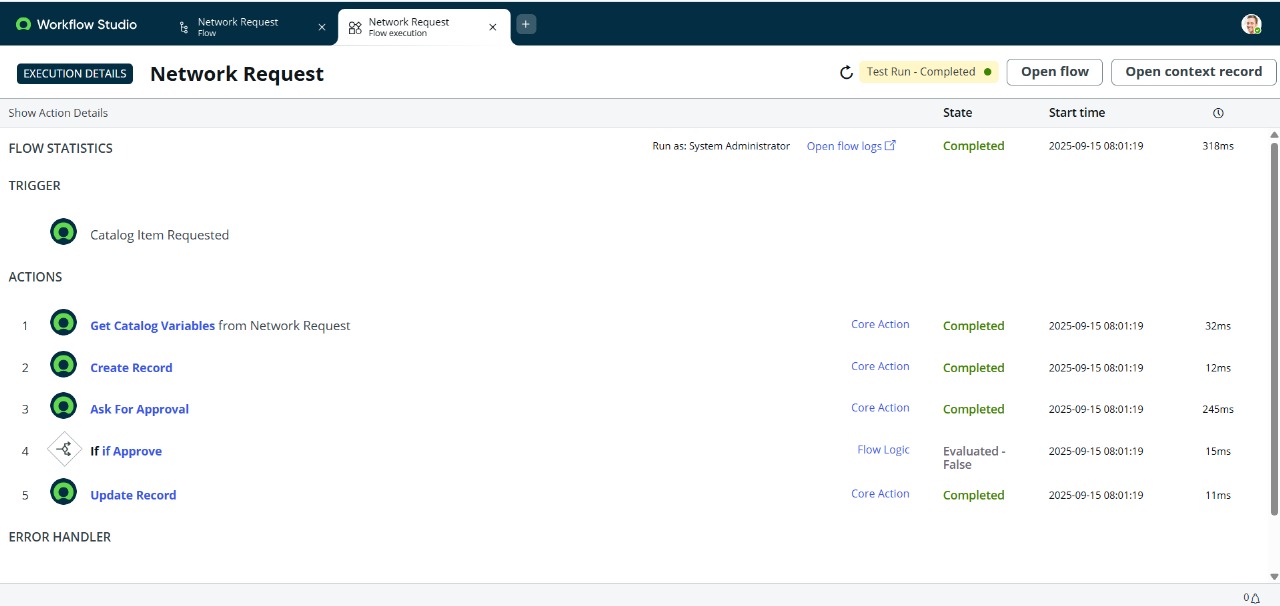 Workflow Studio
Network Request
Flow
Network Request
Flow execution
EXECUTION DETAILS
Network Request
Test Run - Completed
Open flow
Open context record
Show Action Details
State
Start time
FLOW STATISTICS
Run as: System Administrator
Open flow logs
Completed
2025-09-15 08:01:19
318ms
TRIGGER
Catalog Item Requested
ACTIONS
1 Get Catalog Variables from Network Request Core Action Completed 2025-09-15 08:01:19 32ms
2 Create Record Core Action Completed 2025-09-15 08:01:19 12ms
3 Ask For Approval Core Action Completed 2025-09-15 08:01:19 245ms
4 If if Approve Flow Logic Evaluated - 2025-09-15 08:01:19 15ms
False
5 Update Record Core Action Completed 2025-09-15 08:01:19 11ms
ERROR HANDLER
0